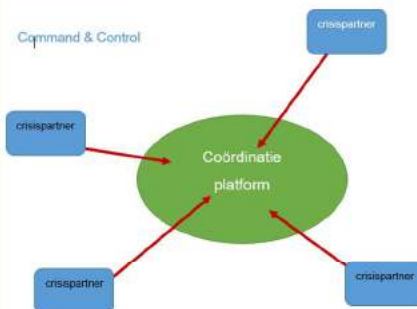 Command & Control
crisispartner
crisispartner
Coördinatie
platform
crisispartner
crisispartner